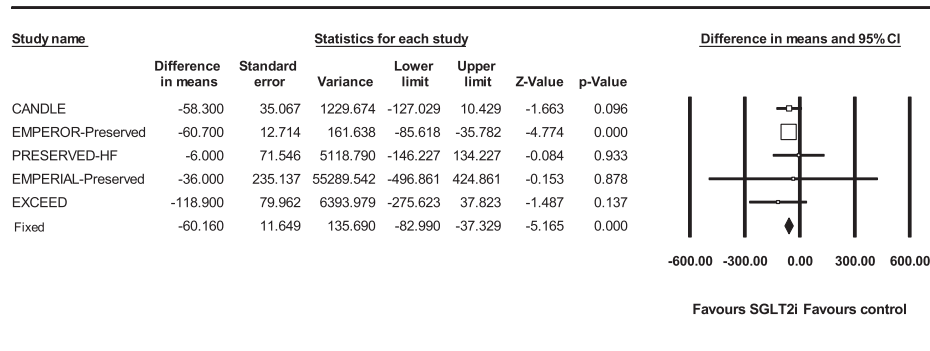 Study name Statistics for each study Difference in means and 95% CI
Difference Standard Lower Upper
in means error Variance limit limit Z-Value p-Value
CANDLE -58.300 35.067 1229.674 -127.029 10.429 -1.663 0.096
EMPEROR-Preserved -60.700 12.714 161.638 -85.618 -35.782 -4.774 0.000
PRESERVED-HF -6.000 71.546 5118.790 -146.227 134.227 -0.084 0.933
EMPERIAL-Preserved -36.000 235.137 55289.542 -496.861 424.861 -0.153 0.878
EXCEED -118.900 79.962 6393.979 -275.623 37.823 -1.487 0.137
Fixed -60.160 11.649 135.690 -82.990 -37.329 -5.165 0.000
-600.00 -300.00 0.00 300.00 600.00
Favours SGLT2i Favours control